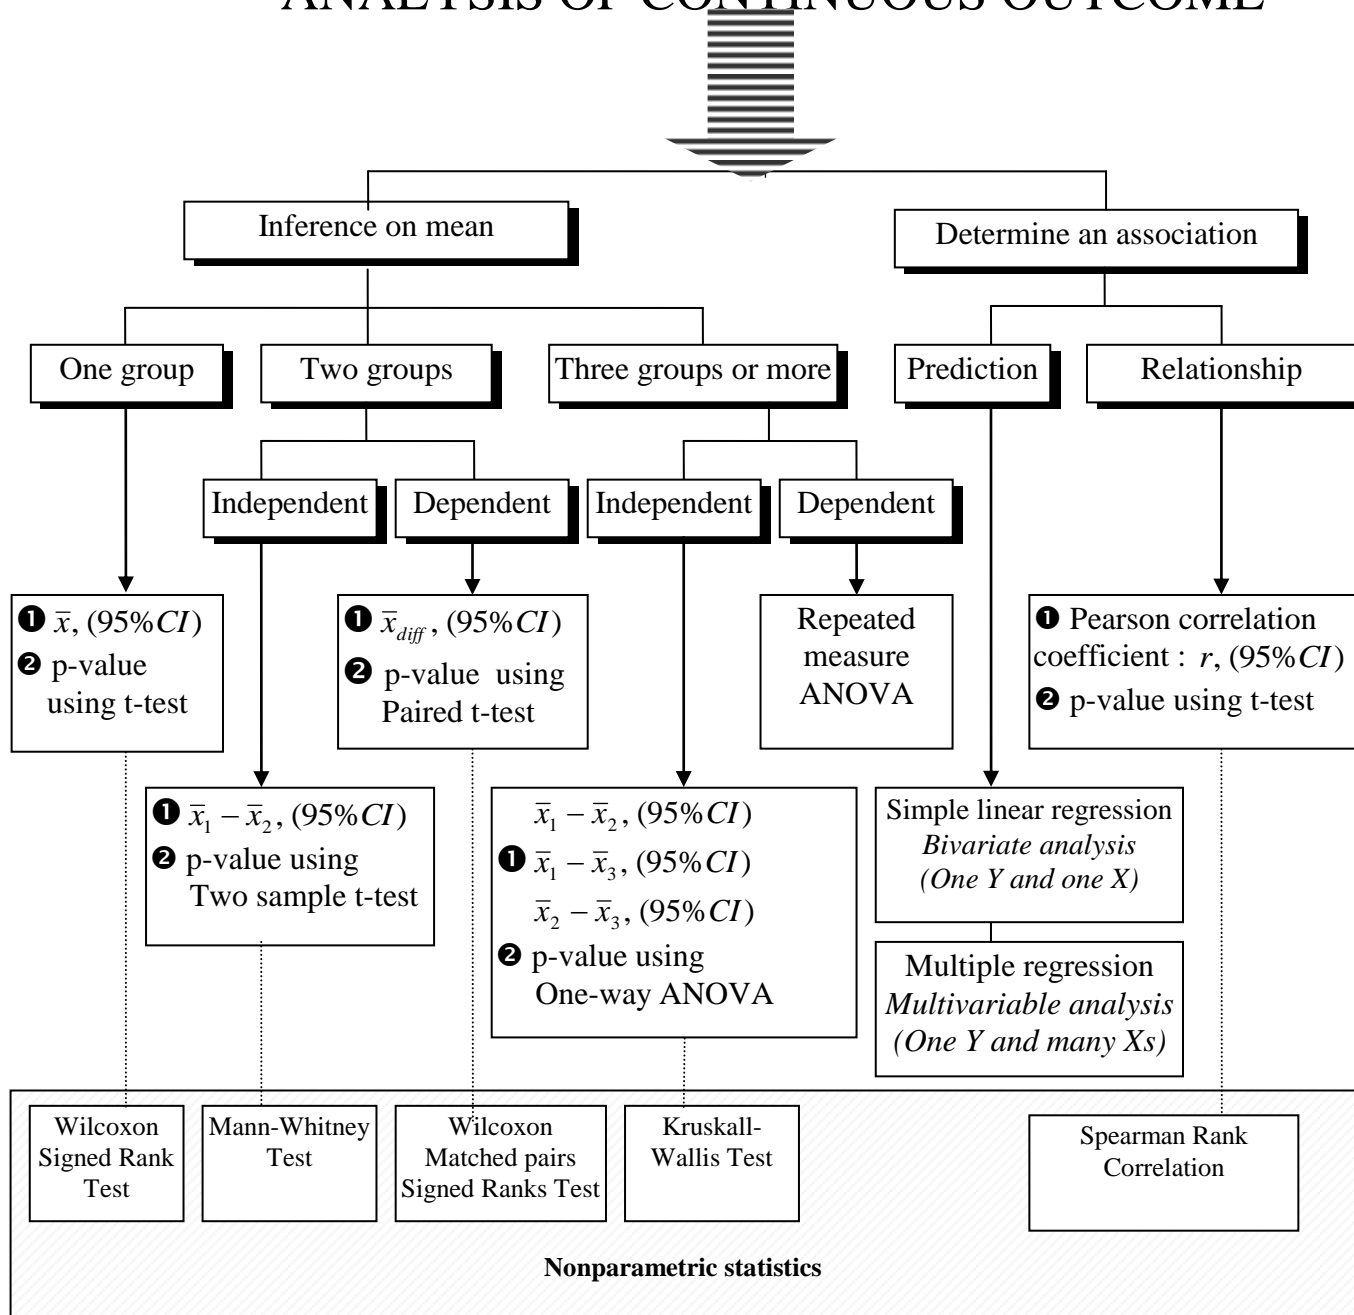 ANALYSIS OF CONTINUOUS OUTCOME
Inference on mean
Determine an association
One group
Two groups
Three groups or more
Prediction
Relationship
Independent
Dependent
Independent
Dependent
❶ x̄, (95%CI)
❷ p-value
using t-test
❶ x̄diff, (95%CI)
❷ p-value using
Paired t-test
Repeated
measure
ANOVA
❶ Pearson correlation
coefficient : r, (95%CI)
❷ p-value using t-test
❶ x̄1 − x̄2, (95%CI)
❷ p-value using
Two sample t-test
x̄1 − x̄2, (95%CI)
❶ x̄1 − x̄3, (95%CI)
x̄2 − x̄3, (95%CI)
❷ p-value using
One-way ANOVA
Simple linear regression
Bivariate analysis
(One Y and one X)
Multiple regression
Multivariable analysis
(One Y and many Xs)
Wilcoxon
Signed Rank
Test
Mann-Whitney
Test
Wilcoxon
Matched pairs
Signed Ranks Test
Kruskall-
Wallis Test
Spearman Rank
Correlation
Nonparametric statistics